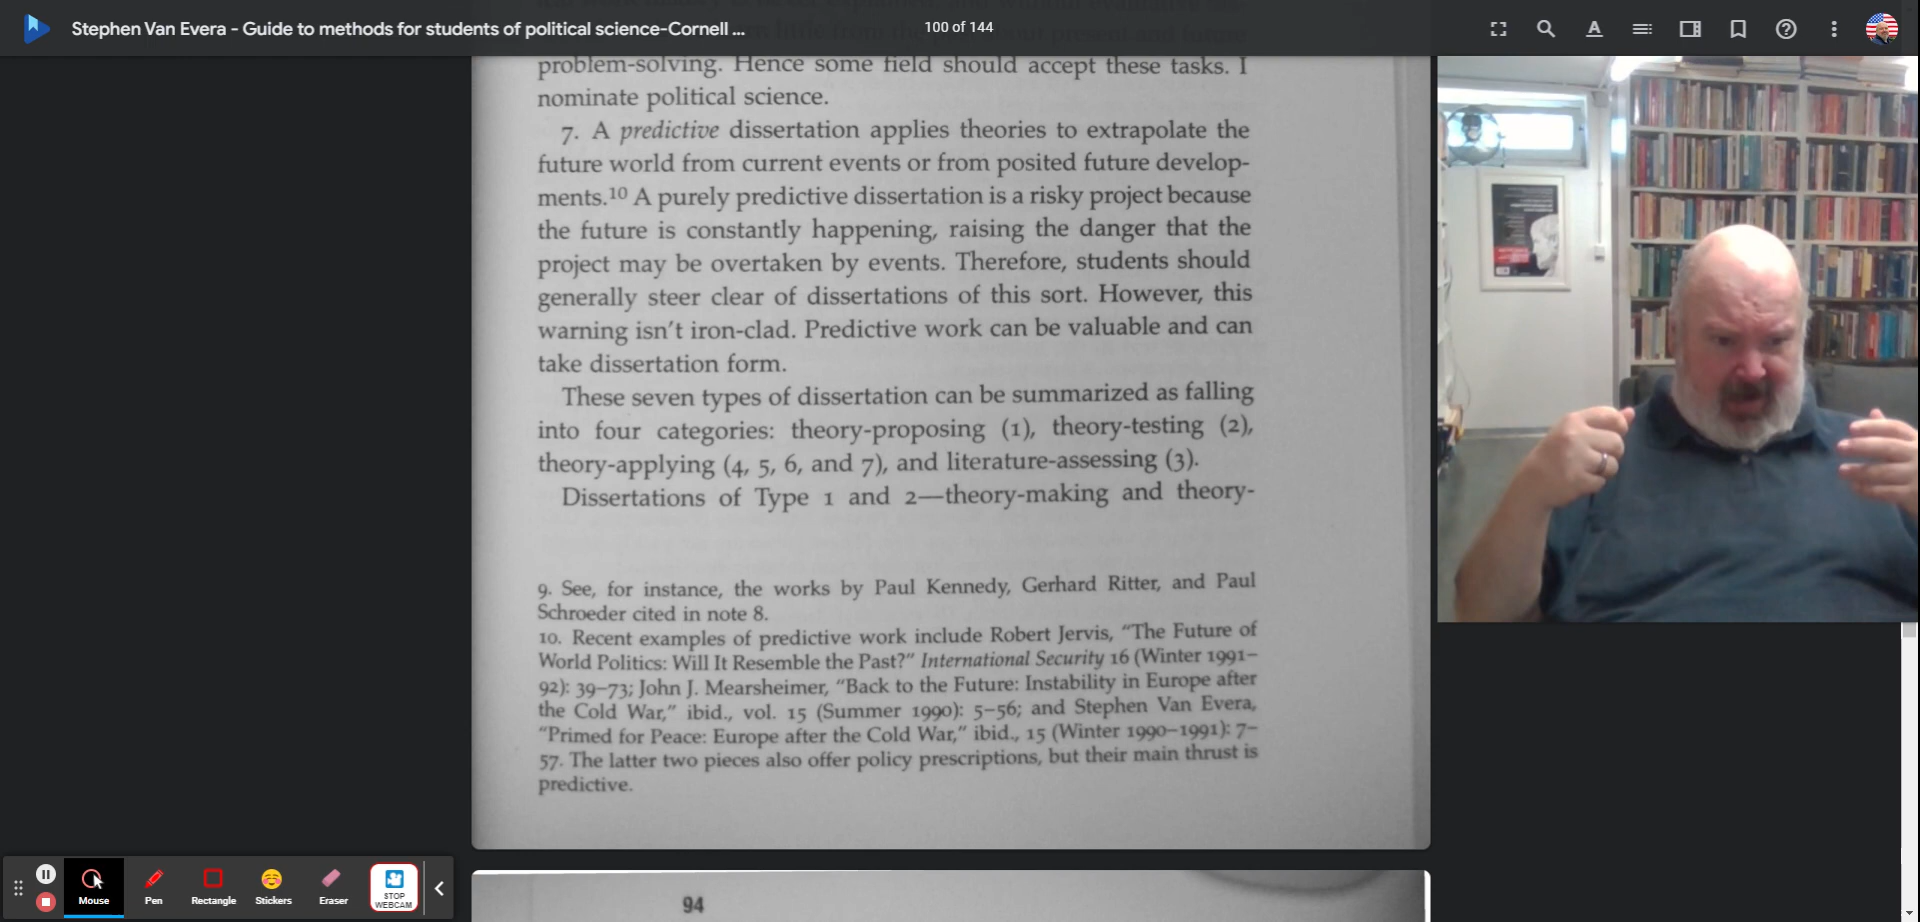 Stephen Van Evera - Guide to methods for students of political science-Cornell ...
100 of 144
problem-solving. Hence some field should accept these tasks. I
nominate political science.
7. A predictive dissertation applies theories to extrapolate the
future world from current events or from posited future develop-
ments.10 A purely predictive dissertation is a risky project because
the future is constantly happening, raising the danger that the
project may be overtaken by events. Therefore, students should
generally steer clear of dissertations of this sort. However, this
warning isn't iron-clad. Predictive work can be valuable and can
take dissertation form.
These seven types of dissertation can be summarized as falling
into four categories: theory-proposing (1), theory-testing (2),
theory-applying (4, 5, 6, and 7), and literature-assessing (3).
Dissertations of Type 1 and 2—theory-making and theory-
9. See, for instance, the works by Paul Kennedy, Gerhard Ritter, and Paul
Schroeder cited in note 8.
10. Recent examples of predictive work include Robert Jervis, "The Future of
World Politics: Will It Resemble the Past?" International Security 16 (Winter 1991–
92): 39–73; John J. Mearsheimer, "Back to the Future: Instability in Europe after
the Cold War," ibid., vol. 15 (Summer 1990): 5–56; and Stephen Van Evera,
"Primed for Peace: Europe after the Cold War," ibid., 15 (Winter 1990–1991): 7–
57. The latter two pieces also offer policy prescriptions, but their main thrust is
predictive.
94
Mouse
Pen
Rectangle
Stickers
Eraser
STOP
WEBCAM